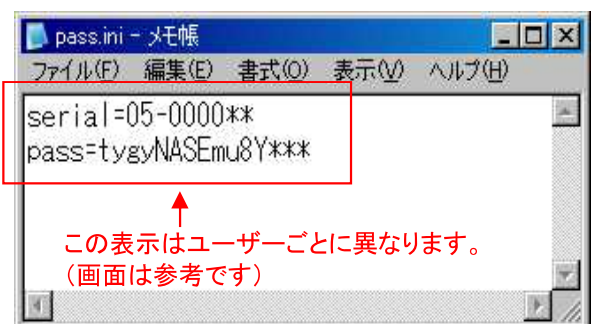 pass.ini - メモ帳
ファイル(F) 編集(E) 書式(O) 表示(V) ヘルプ(H)
serial=05-0000**
pass=tygyNASEmu8Y***
この表示はユーザーごとに異なります。
(画面は参考です)